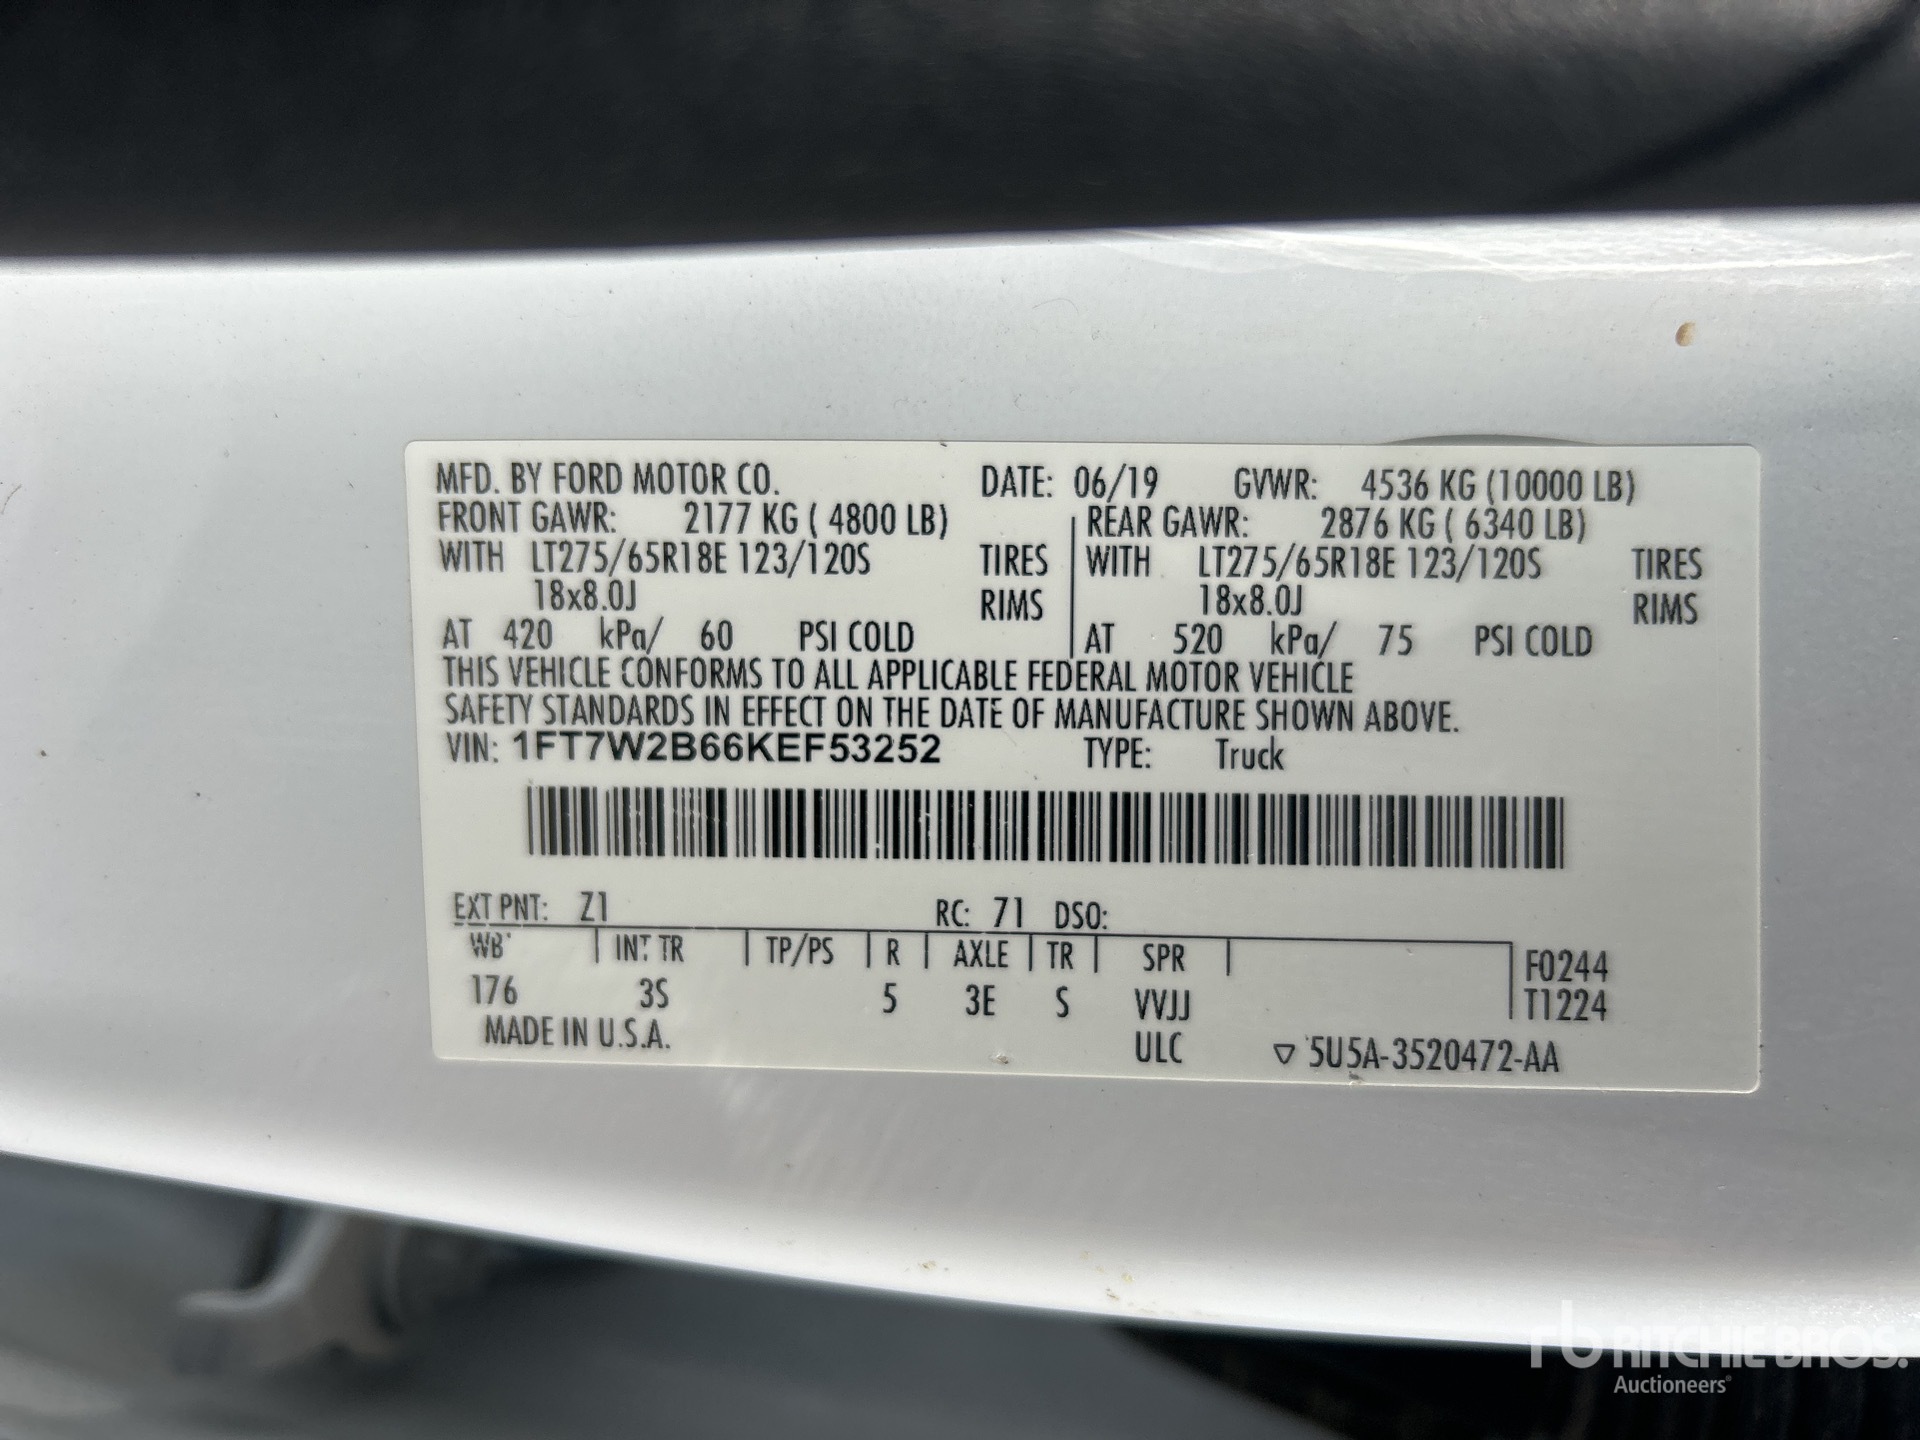 MFD. BY FORD MOTOR CO. DATE: 06/19 GVWR: 4536 KG (10000 LB)
FRONT GAWR: 2177 KG ( 4800 LB) REAR GAWR: 2876 KG ( 6340 LB)
WITH LT275/65R18E 123/120S TIRES WITH LT275/65R18E 123/120S TIRES
18x8.0J RIMS 18x8.0J RIMS
AT 420 kPa/ 60 PSI COLD AT 520 kPa/ 75 PSI COLD
THIS VEHICLE CONFORMS TO ALL APPLICABLE FEDERAL MOTOR VEHICLE
SAFETY STANDARDS IN EFFECT ON THE DATE OF MANUFACTURE SHOWN ABOVE.
VIN: 1FT7W2B66KEF53252 TYPE: Truck
EXT PNT: Z1 RC: 71 DSO:
WB INT TR TP/PS R AXLE TR SPR F0244
176 3S 5 3E S VVJJ T1224
MADE IN U.S.A. ULC ▽ 5U5A-3520472-AA
rb RITCHIE BROS.
Auctioneers